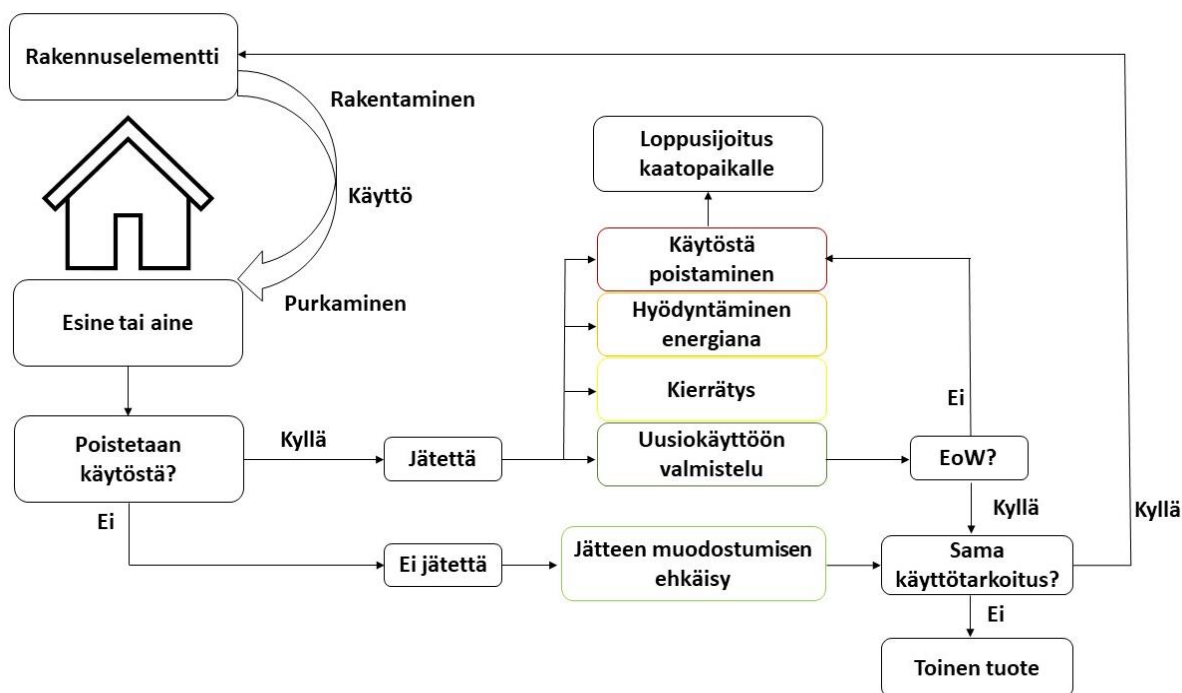 Rakennuselementti
Rakentaminen
Käyttö
Purkaminen
Esine tai aine
Poistetaan
käytöstä?
Kyllä
Jätettä
Loppusijoitus
kaatopaikalle
Käytöstä
poistaminen
Hyödyntäminen
energiana
Kierrätys
Uusiokäyttöön
valmistelu
Ei
EoW?
Kyllä
Kyllä
Ei
Ei jätettä
Jätteen muodostumisen
ehkäisy
Sama
käyttötarkoitus?
Ei
Toinen tuote